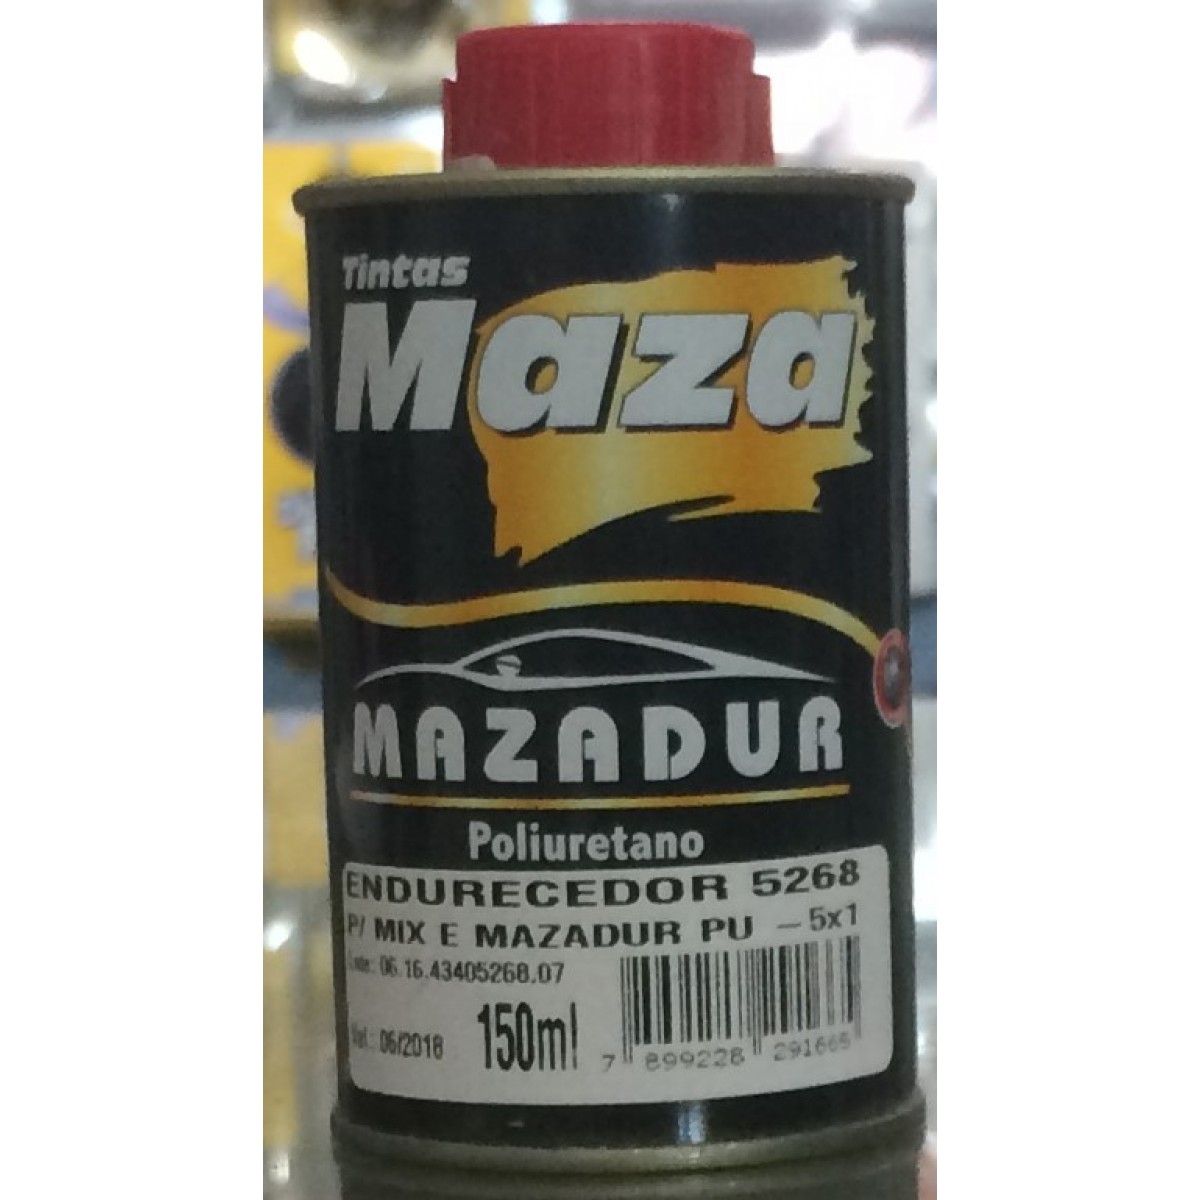 Tintas
Maza
MAZADUR
Poliuretano
ENDURECEDOR 5268
P/ MIX E MAZADUR PU - 5x1
06.16.43405268.07
150ml
Val.: 06/2018
7 899228 291665